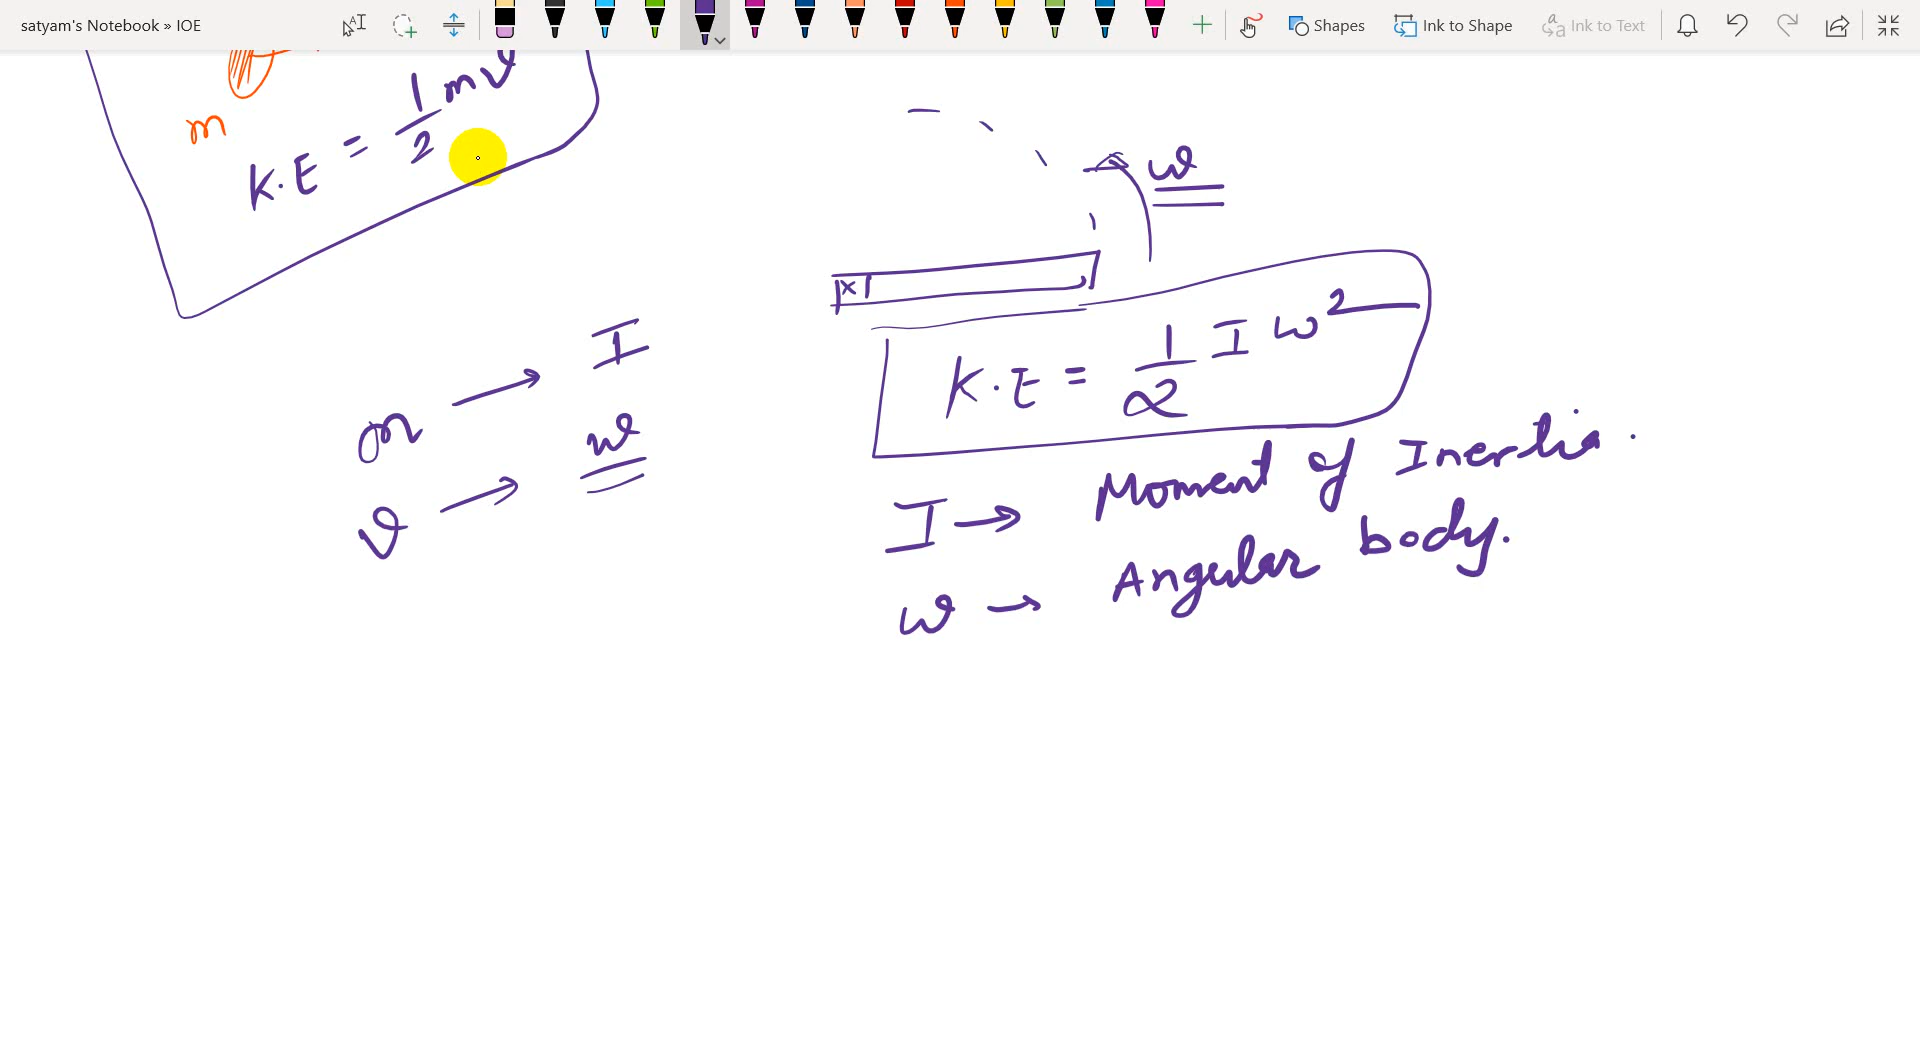 satyam's Notebook » IOE
Shapes
Ink to Shape
Ink to Text
m
K.E = 1/2 mv
ω
|x|
K.E = 1/2 I ω²
m → I
v → ω
I → Moment of Inertia.
ω → Angular body.